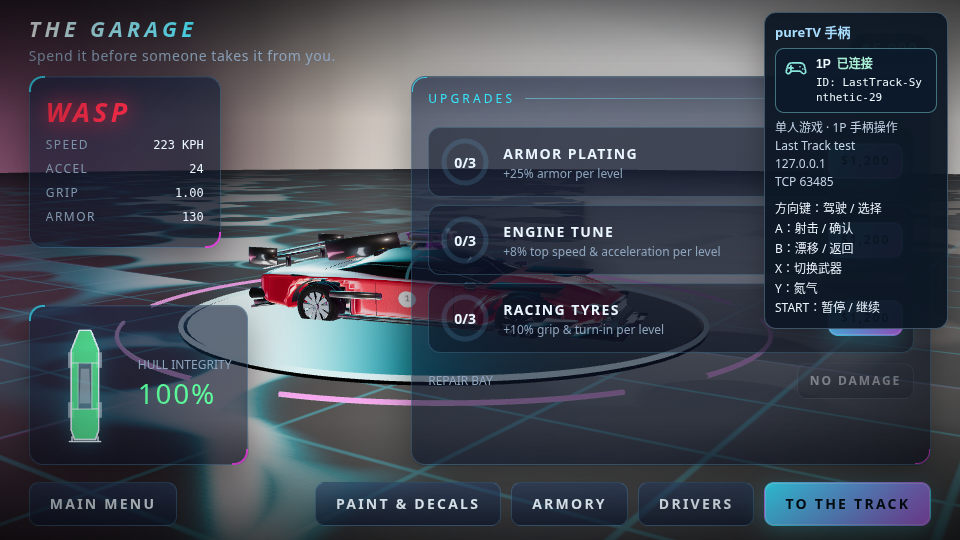 THE GARAGE
Spend it before someone takes it from you.
WASP
SPEED 223 KPH
ACCEL 24
GRIP 1.00
ARMOR 130
HULL INTEGRITY
100%
UPGRADES
0/3
ARMOR PLATING
+25% armor per level
0/3
ENGINE TUNE
+8% top speed & acceleration per level
0/3
RACING TYRES
+10% grip & turn-in per level
REPAIR BAY
NO DAMAGE
pureTV 手柄
1P 已连接
ID: LastTrack-Sy
nthetic-29
单人游戏 · 1P 手柄操作
Last Track test
127.0.0.1
TCP 63485
方向键：驾驶 / 选择
A：射击 / 确认
B：漂移 / 返回
X：切换武器
Y：氮气
START：暂停 / 继续
MAIN MENU
PAINT & DECALS
ARMORY
DRIVERS
TO THE TRACK